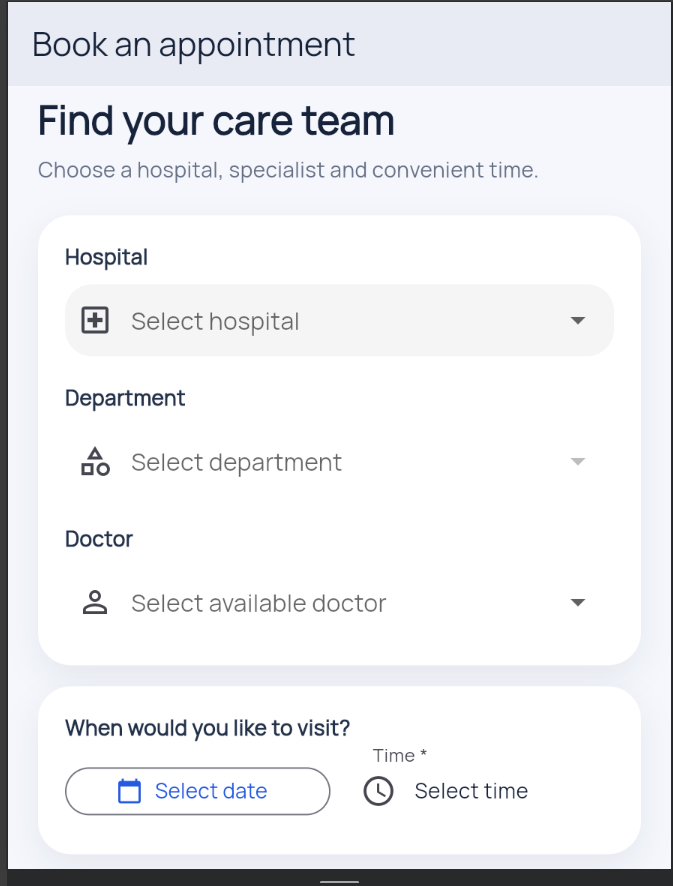 Book an appointment
Find your care team
Choose a hospital, specialist and convenient time.
Hospital
Select hospital
Department
Select department
Doctor
Select available doctor
When would you like to visit?
Time *
Select date
Select time